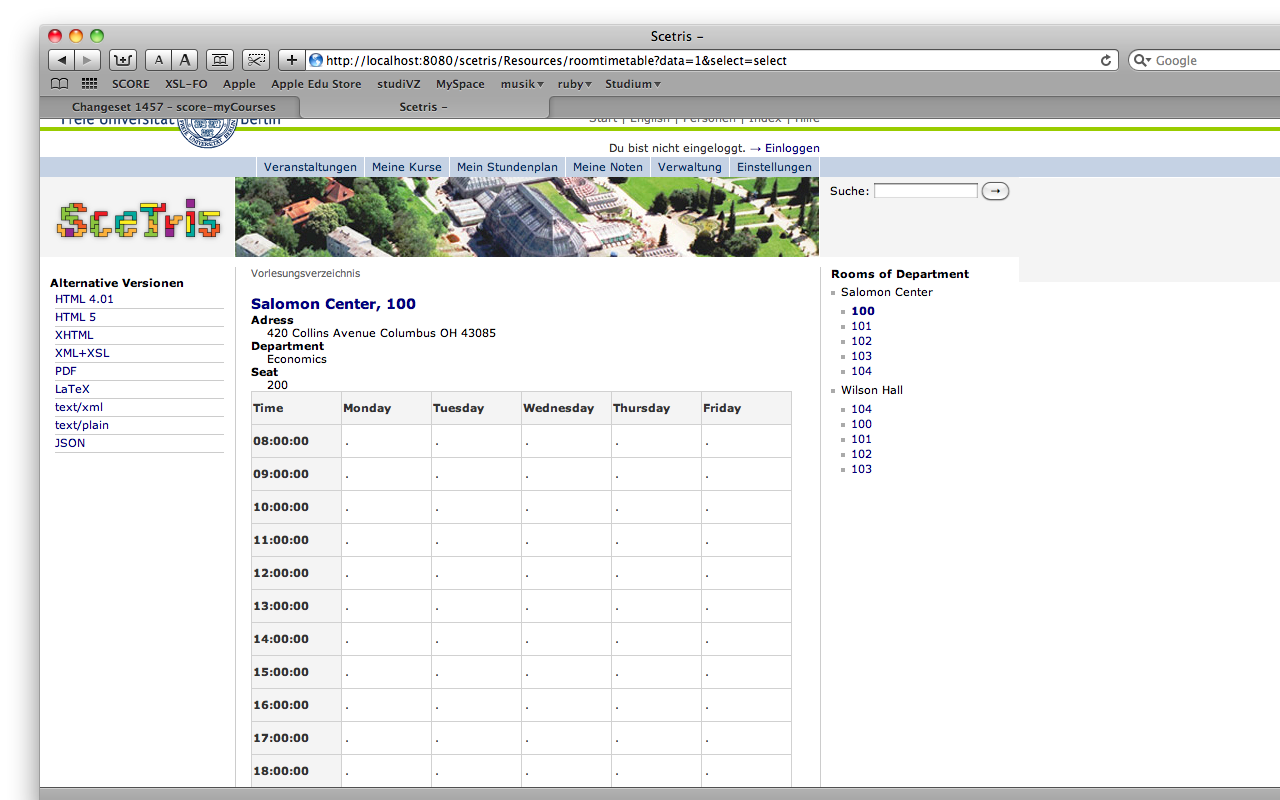 Scetris –
A A
http://localhost:8080/scetris/Resources/roomtimetable?data=1&select=select
Google
SCORE XSL-FO Apple Apple Edu Store studiVZ MySpace musik ruby Studium
Changeset 1457 – score-myCourses Scetris –
Freie Universität Berlin
Start | English | Personen | Index | Hilfe
Du bist nicht eingeloggt. → Einloggen
Veranstaltungen Meine Kurse Mein Stundenplan Meine Noten Verwaltung Einstellungen
SceTris
Suche: →
Alternative Versionen
HTML 4.01
HTML 5
XHTML
XML+XSL
PDF
LaTeX
text/xml
text/plain
JSON
Vorlesungsverzeichnis
Salomon Center, 100
Adress
420 Collins Avenue Columbus OH 43085
Department
Economics
Seat
200
Time Monday Tuesday Wednesday Thursday Friday
08:00:00 . . . . .
09:00:00 . . . . .
10:00:00 . . . . .
11:00:00 . . . . .
12:00:00 . . . . .
13:00:00 . . . . .
14:00:00 . . . . .
15:00:00 . . . . .
16:00:00 . . . . .
17:00:00 . . . . .
18:00:00 . . . . .
Rooms of Department
Salomon Center
100
101
102
103
104
Wilson Hall
104
100
101
102
103